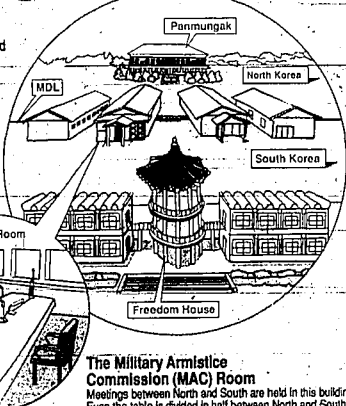 Panmungak
d
North Korea
MDL
South Korea
Room
Freedom House
The Military Armistice
Commission (MAC) Room
Meetings between North and South are held in this buildin
Even the table is divided in half between North and South